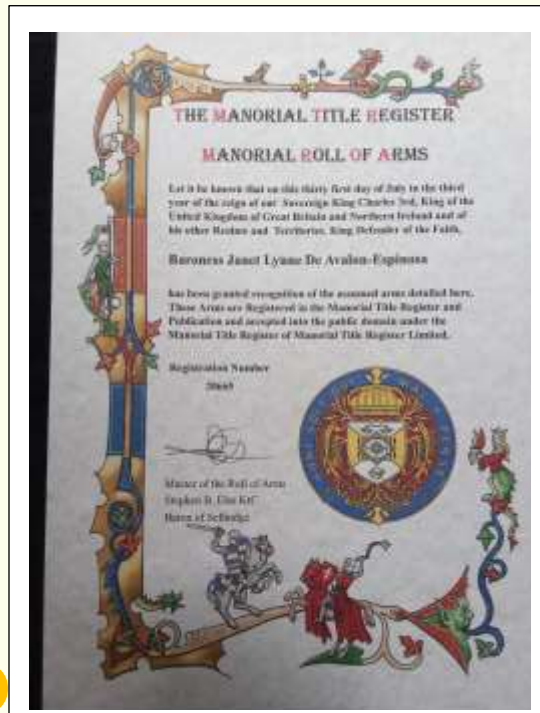 THE MANORIAL TITLE REGISTER
MANORIAL ROLL OF ARMS
Let it be known that on this thirty first day of July in the third
year of the reign of our Sovereign King Charles 3rd, King of the
United Kingdom of Great Britain and Northern Ireland and of
his other Realms and Territories, King Defender of the Faith,
Baroness Janet Lynne De Avalon-Espinosa
has been granted recognition of the assumed arms detailed here.
These Arms are Registered in the Manorial Title Register and
Publication and accepted into the public domain under the
Manorial Title Register of Manorial Title Register Limited.
Registration Number
Master of the Roll of Arms
Stephen B.
Baron of